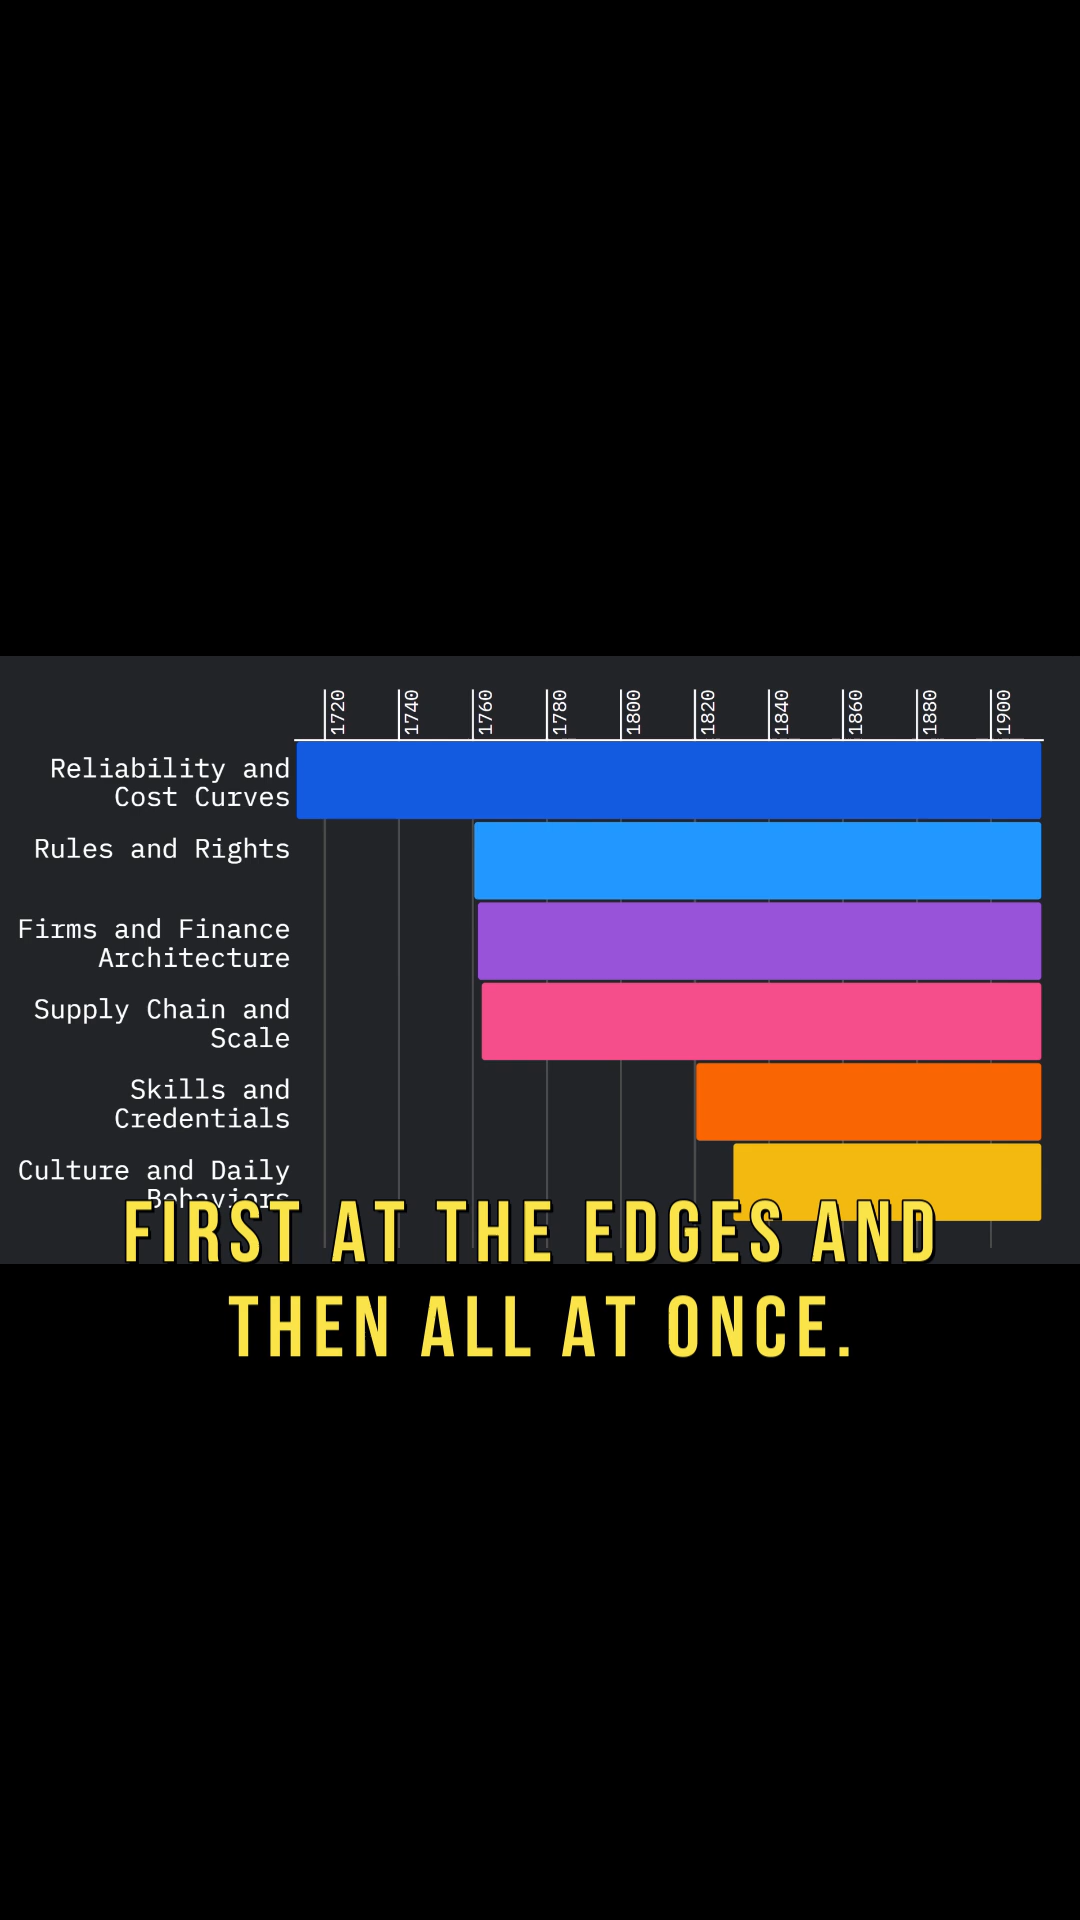 1720 1740 1760 1780 1800 1820 1840 1860 1880 1900
Reliability and
Cost Curves
Rules and Rights
Firms and Finance
Architecture
Supply Chain and
Scale
Skills and
Credentials
Culture and Daily
Behaviors
FIRST AT THE EDGES AND
THEN ALL AT ONCE.